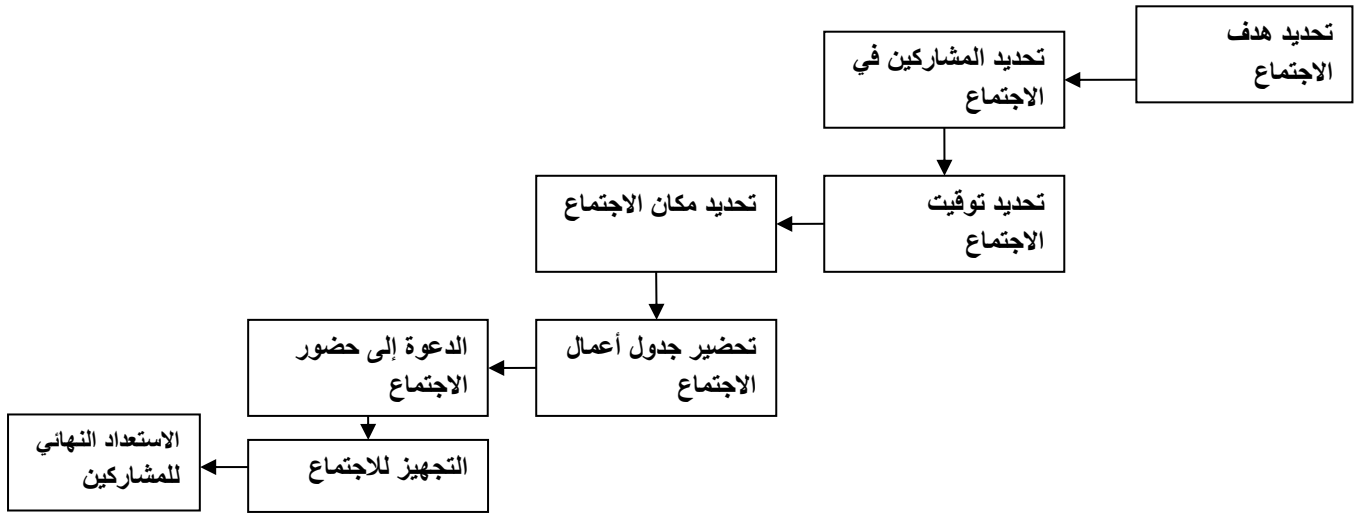 تحديد هدف
الاجتماع
تحديد المشاركين في
الاجتماع
تحديد توقيت
الاجتماع
تحديد مكان الاجتماع
تحضير جدول أعمال
الاجتماع
الدعوة إلى حضور
الاجتماع
التجهيز للاجتماع
الاستعداد النهائي
للمشاركين